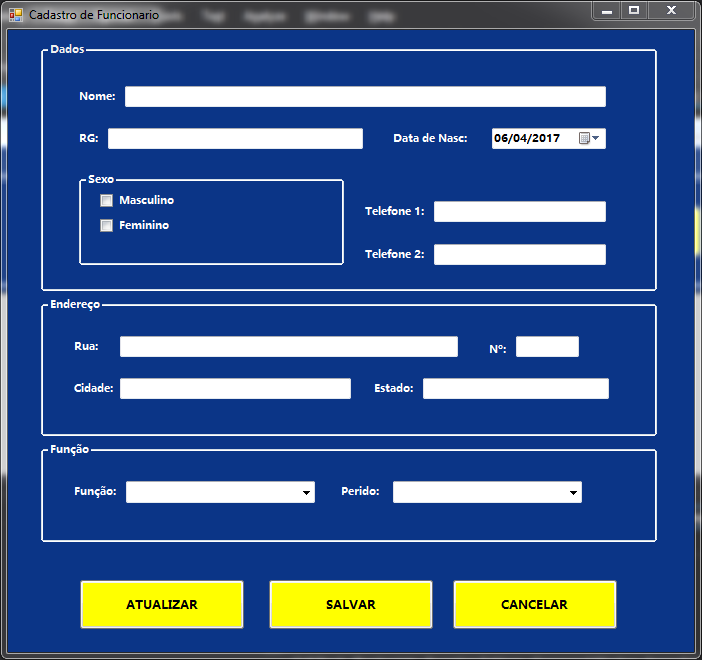 Cadastro de Funcionario
Dados
Nome:
RG:
Data de Nasc:
06/04/2017
Sexo
Masculino
Feminino
Telefone 1:
Telefone 2:
Endereço
Rua:
Nº:
Cidade:
Estado:
Função
Função:
Perido:
ATUALIZAR
SALVAR
CANCELAR